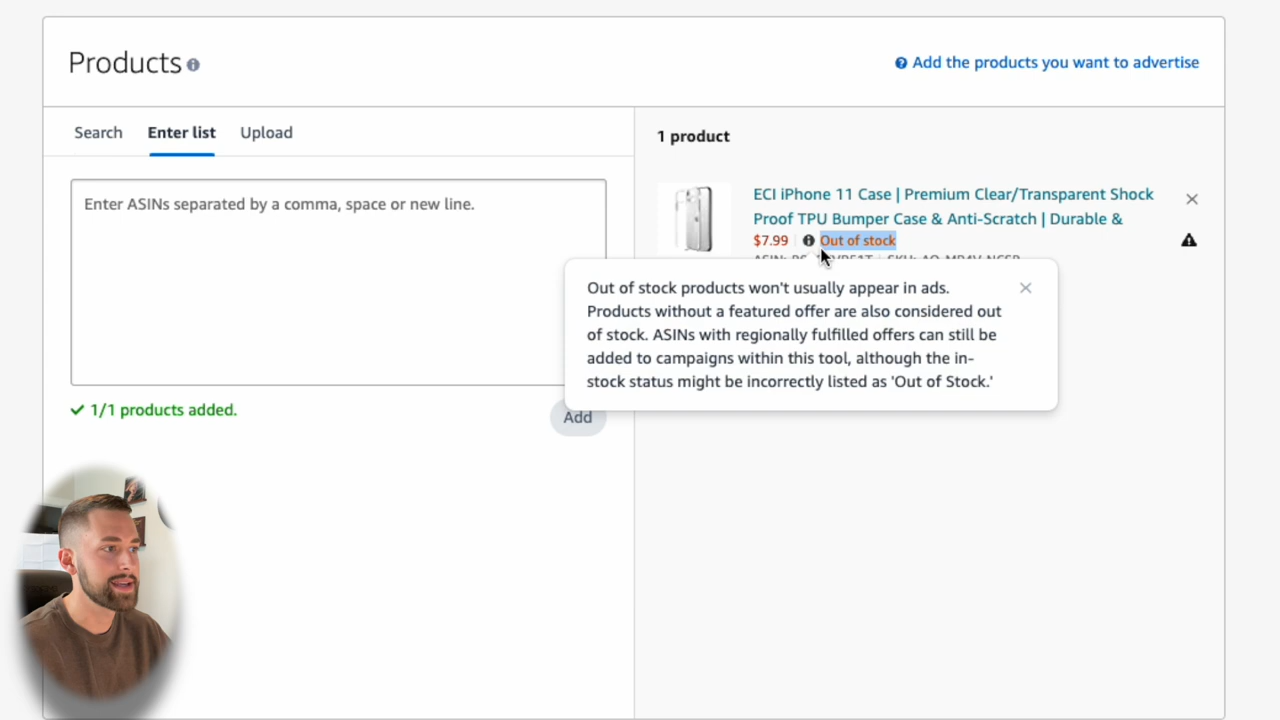 Products
Add the products you want to advertise
Search
Enter list
Upload
Enter ASINs separated by a comma, space or new line.
1/1 products added.
Add
1 product
ECI iPhone 11 Case | Premium Clear/Transparent Shock
Proof TPU Bumper Case & Anti-Scratch | Durable &
$7.99
Out of stock
Out of stock products won't usually appear in ads.
Products without a featured offer are also considered out
of stock. ASINs with regionally fulfilled offers can still be
added to campaigns within this tool, although the in-
stock status might be incorrectly listed as 'Out of Stock.'